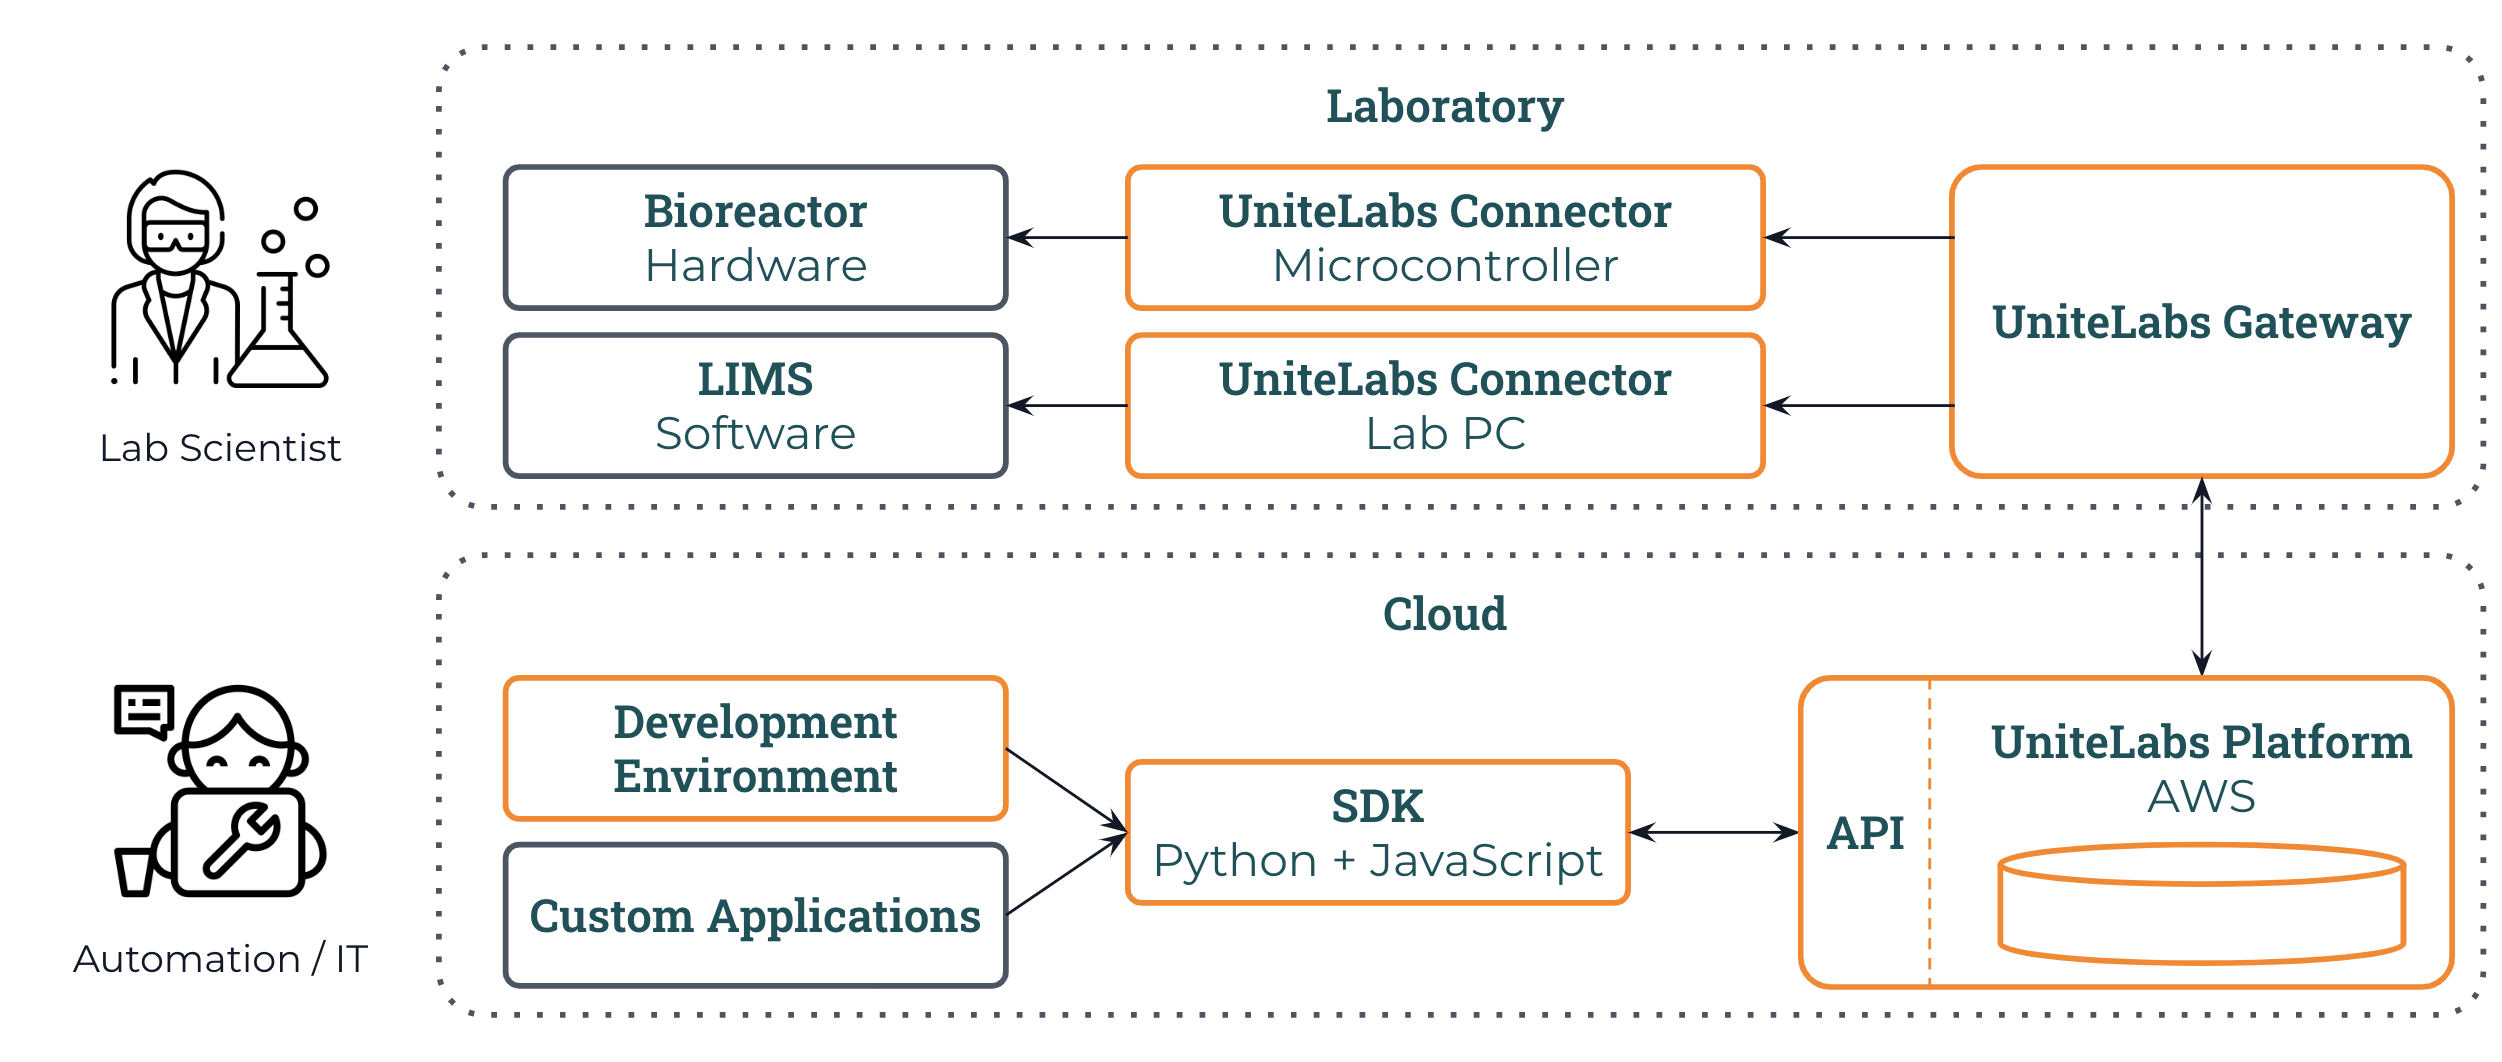 Laboratory
Bioreactor
Hardware
UniteLabs Connector
Microcontroller
UniteLabs Gateway
LIMS
Software
UniteLabs Connector
Lab PC
Lab Scientist
Cloud
Development
Environment
SDK
Python + JavaScript
API
UniteLabs Platform
AWS
Custom Applications
Automation / IT